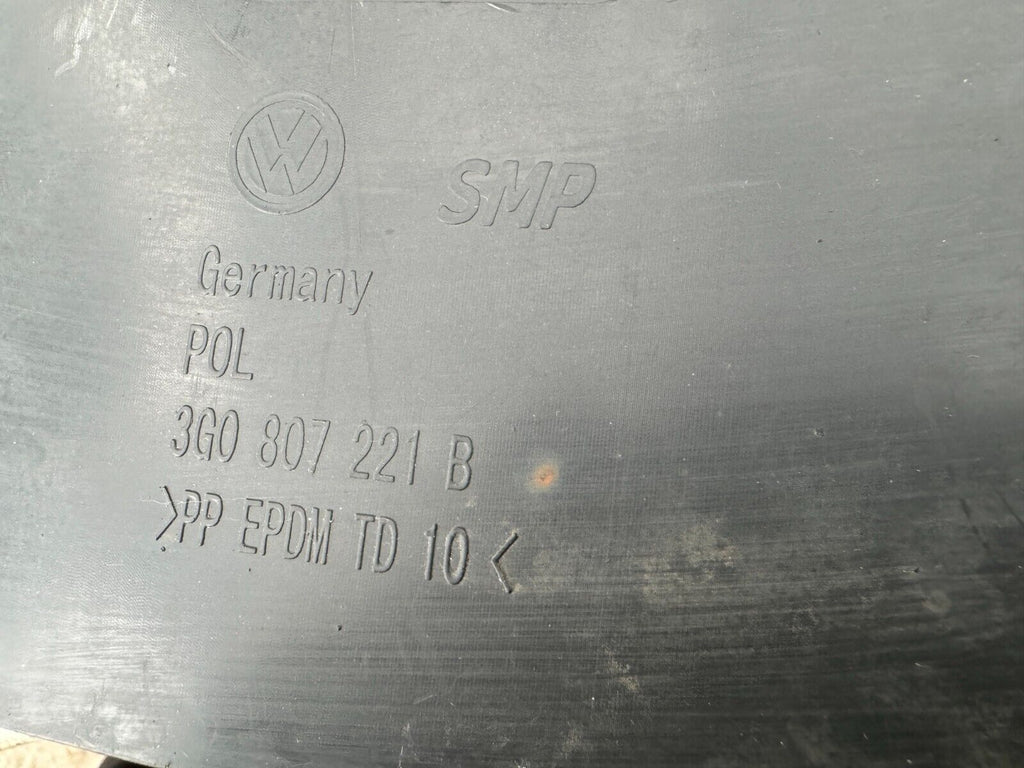 SMP
Germany
POL
3G0 807 221 B
>PP EPDM TD 10<